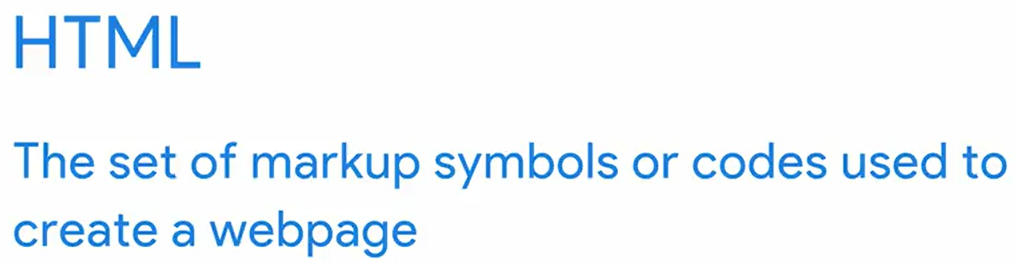 HTML
The set of markup symbols or codes used to
create a webpage